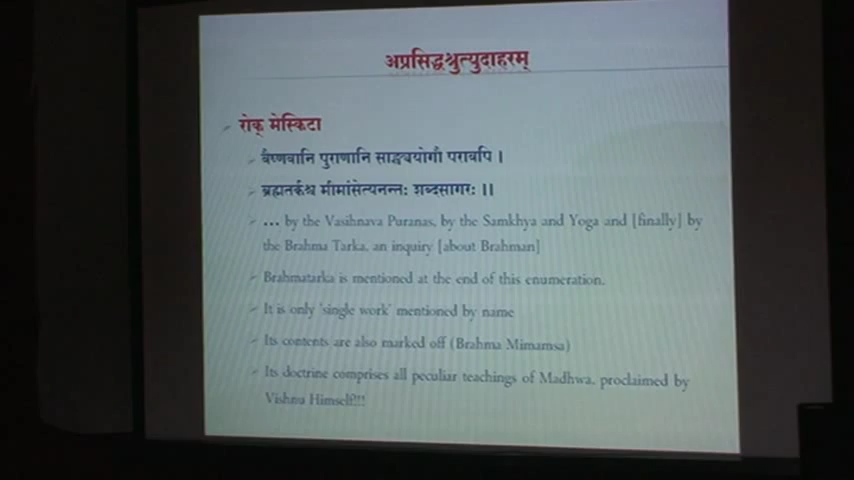 अप्रसिद्धश्रुत्युदाहरम्
रोक् मेस्किटा
वैष्णवानि पुराणानि साङ्ख्ययोगौ परावपि ।
ब्रह्मतर्कश्च मीमांसेत्यनन्तः शब्दसागरः ।।
... by the Vasihnava Puranas, by the Samkhya and Yoga and [finally] by
the Brahma Tarka, an inquiry [about Brahman]
Brahmatarka is mentioned at the end of this enumeration.
It is only 'single work' mentioned by name
Its contents are also marked off (Brahma Mimamsa)
Its doctrine comprises all peculiar teachings of Madhwa, proclaimed by
Vishnu Himself!!!